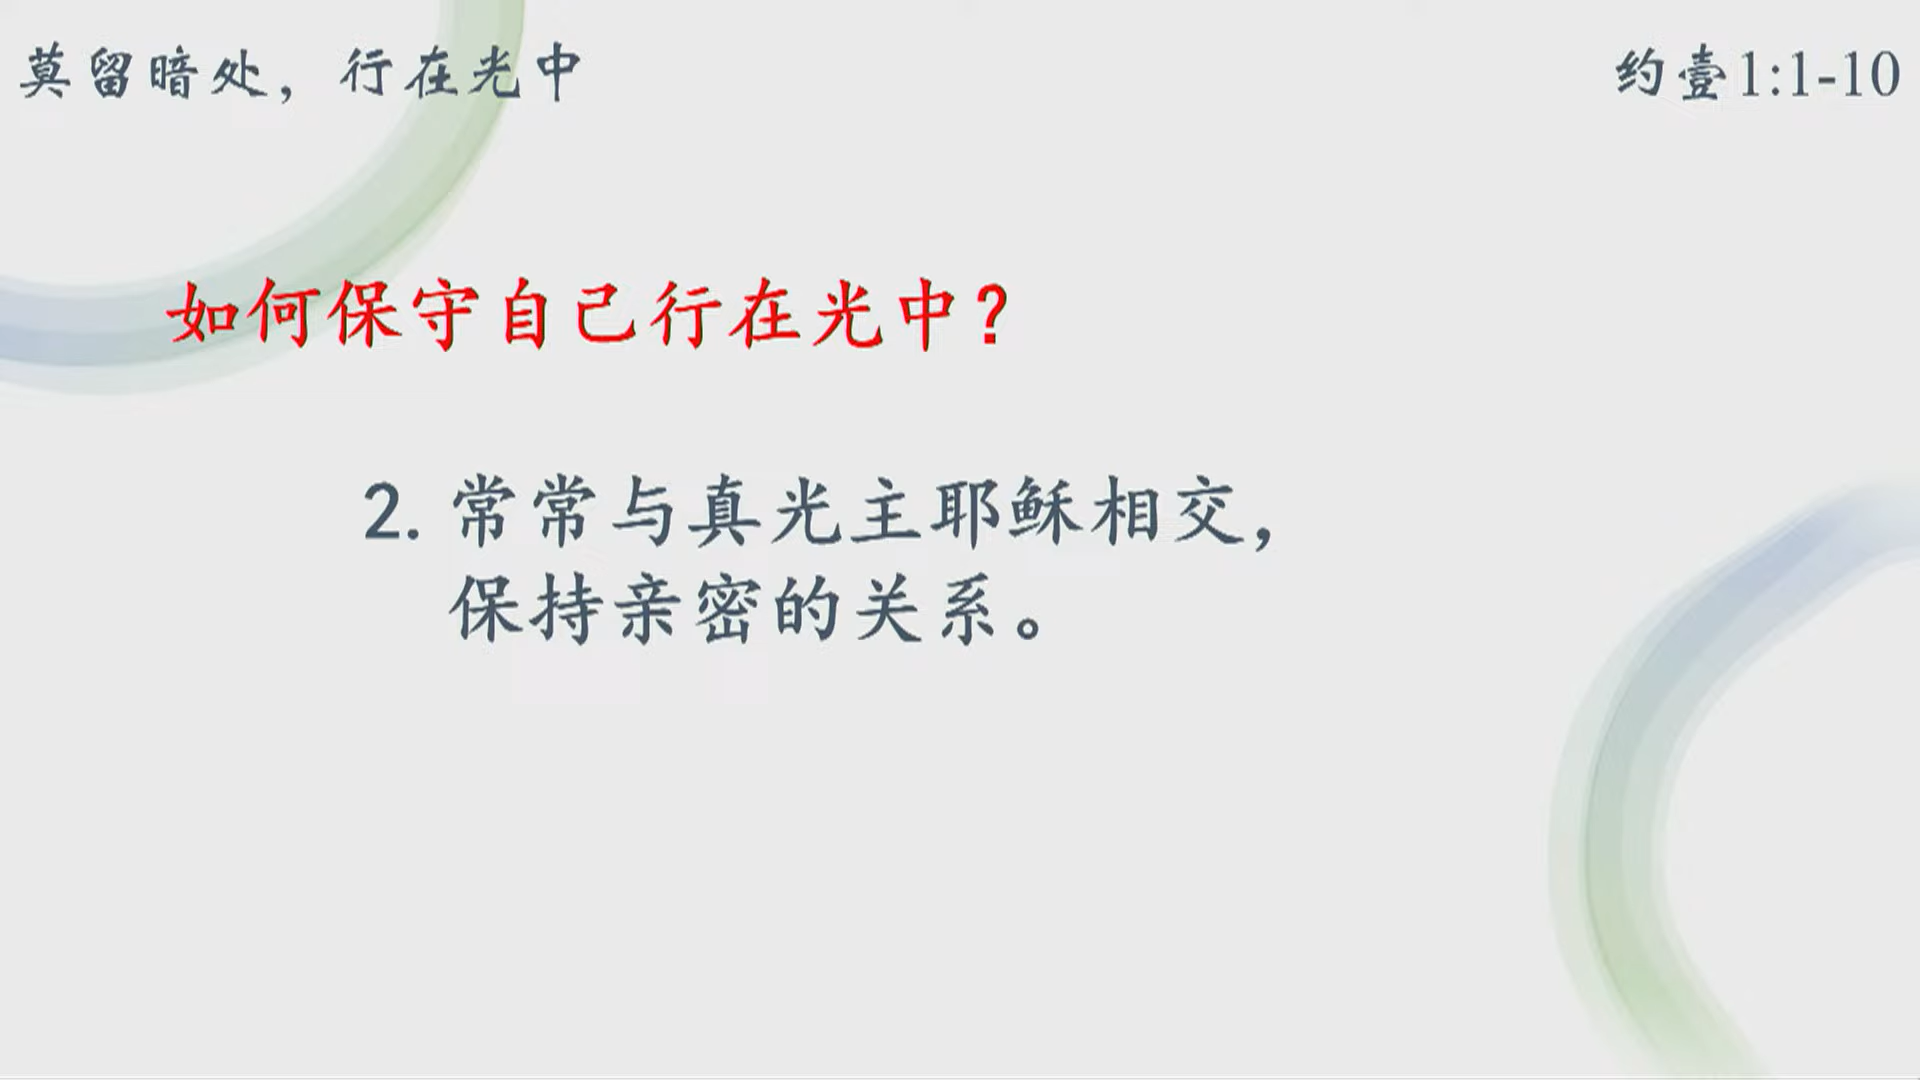 莫留暗处，行在光中
约壹1:1-10
如何保守自己行在光中？
2. 常常与真光主耶稣相交，
保持亲密的关系。